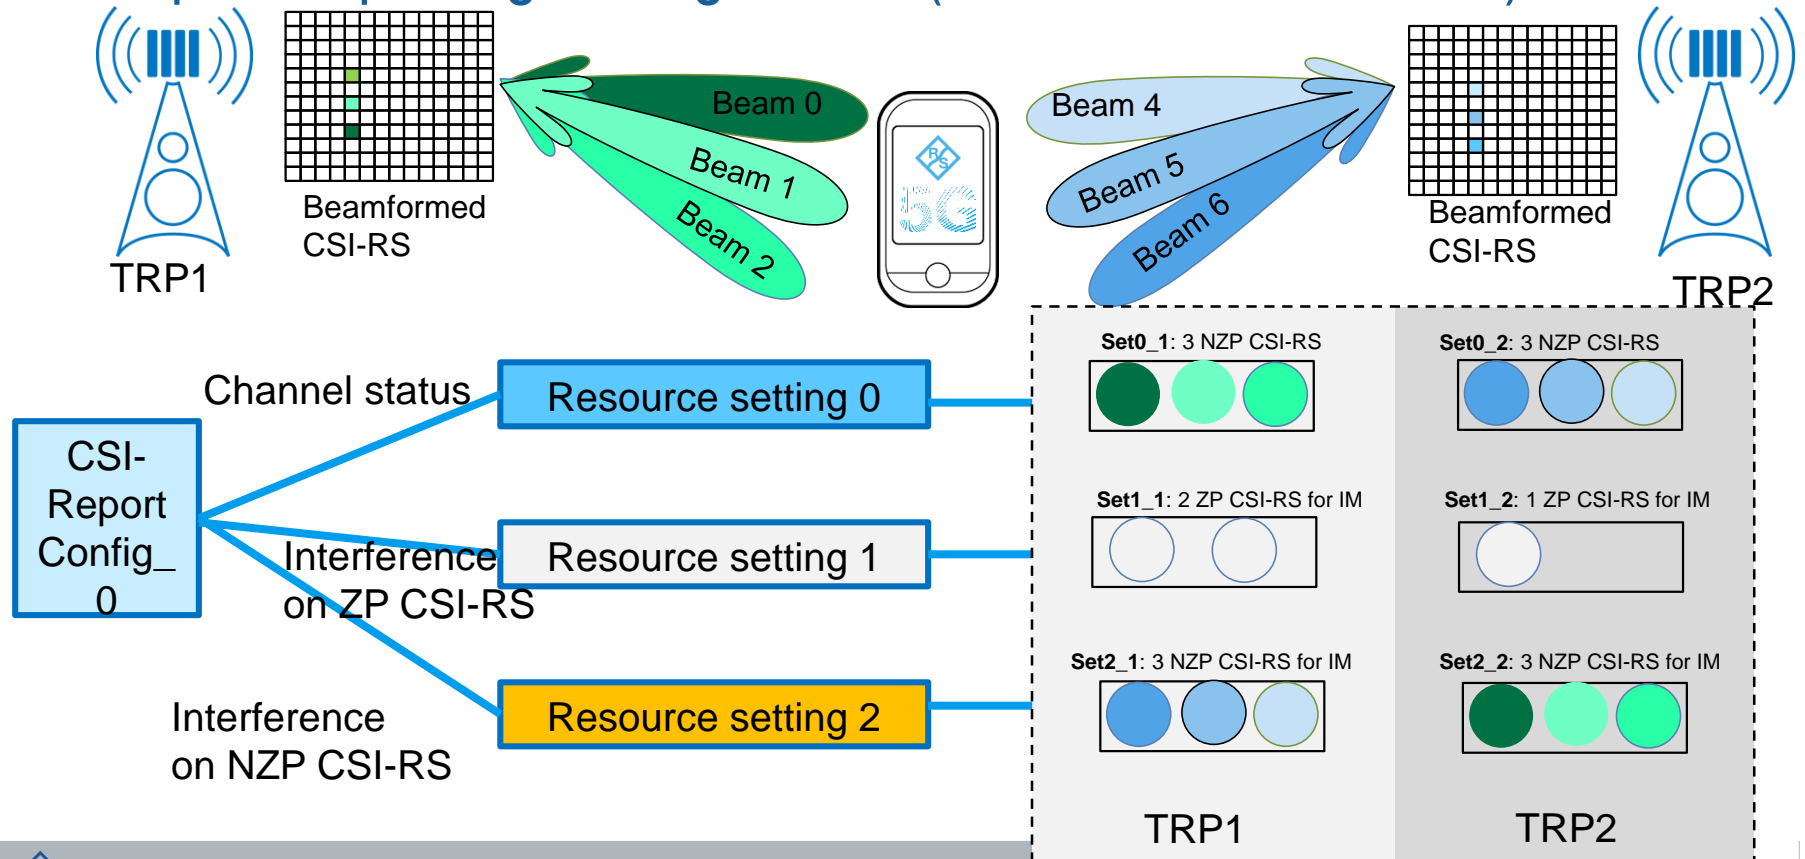 Beam 0
Beam 4
Beam 1
Beam 5
Beam 2
Beam 6
R&S
5G
Beamformed
CSI-RS
Beamformed
CSI-RS
TRP1
TRP2
Set0_1: 3 NZP CSI-RS
Set0_2: 3 NZP CSI-RS
Channel status
Resource setting 0
CSI-
Report
Config_
0
Set1_1: 2 ZP CSI-RS for IM
Set1_2: 1 ZP CSI-RS for IM
Interference
on ZP CSI-RS
Resource setting 1
Set2_1: 3 NZP CSI-RS for IM
Set2_2: 3 NZP CSI-RS for IM
Interference
on NZP CSI-RS
Resource setting 2
TRP1
TRP2